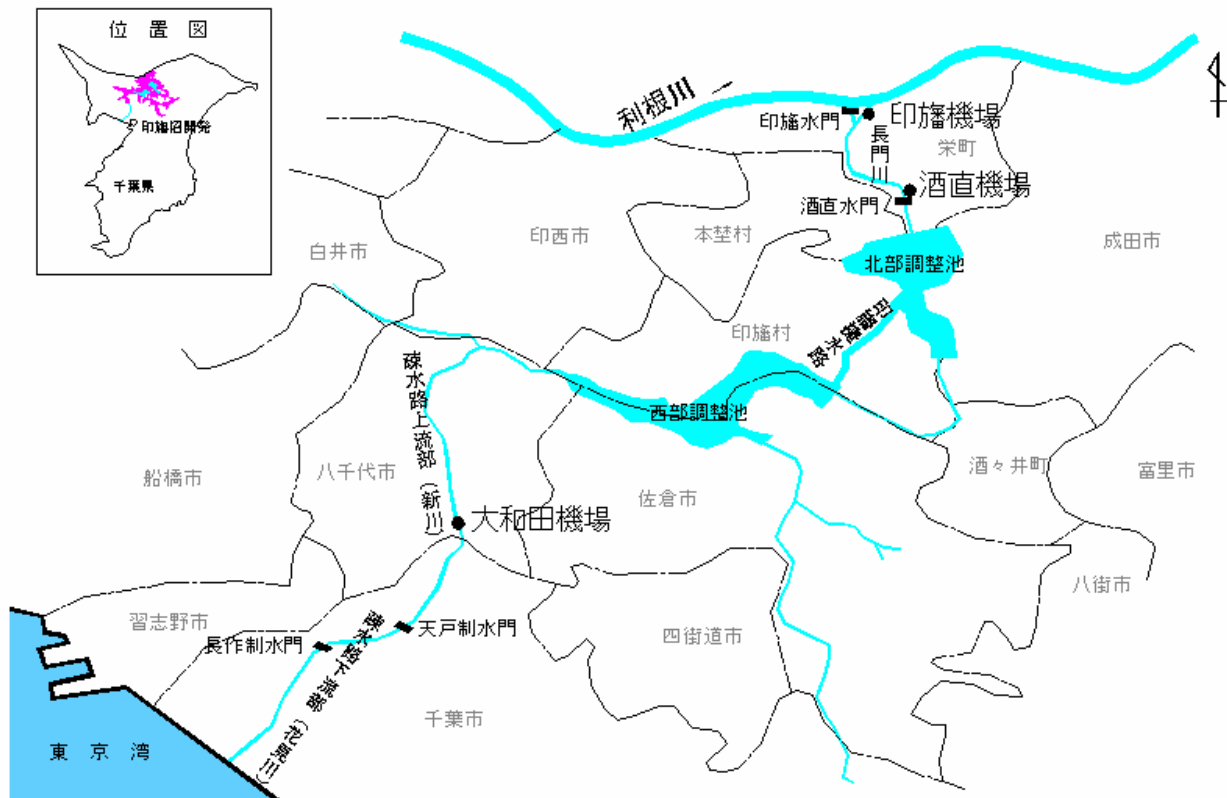 位置図
印旛沼開発
千葉県
利根川
印旛水門
印旛機場
長門川
栄町
酒直機場
酒直水門
本埜村
印西市
白井市
成田市
北部調整池
印旛捷水路
印旛村
疎水路上流部（新川）
西部調整池
船橋市
八千代市
佐倉市
酒々井町
富里市
大和田機場
八街市
習志野市
天戸制水門
四街道市
長作制水門
疎水路下流部（花見川）
千葉市
東京湾